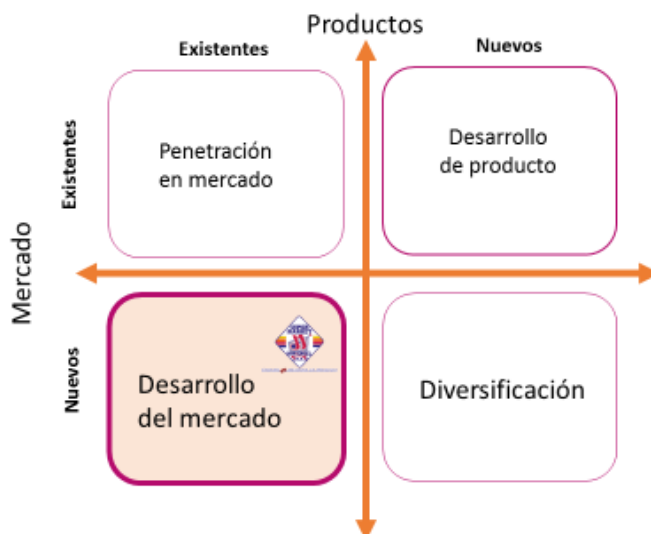 Productos
Existentes
Nuevos
Existentes
Penetración
en mercado
Desarrollo
de producto
Mercado
Nuevos
Desarrollo
del mercado
Diversificación